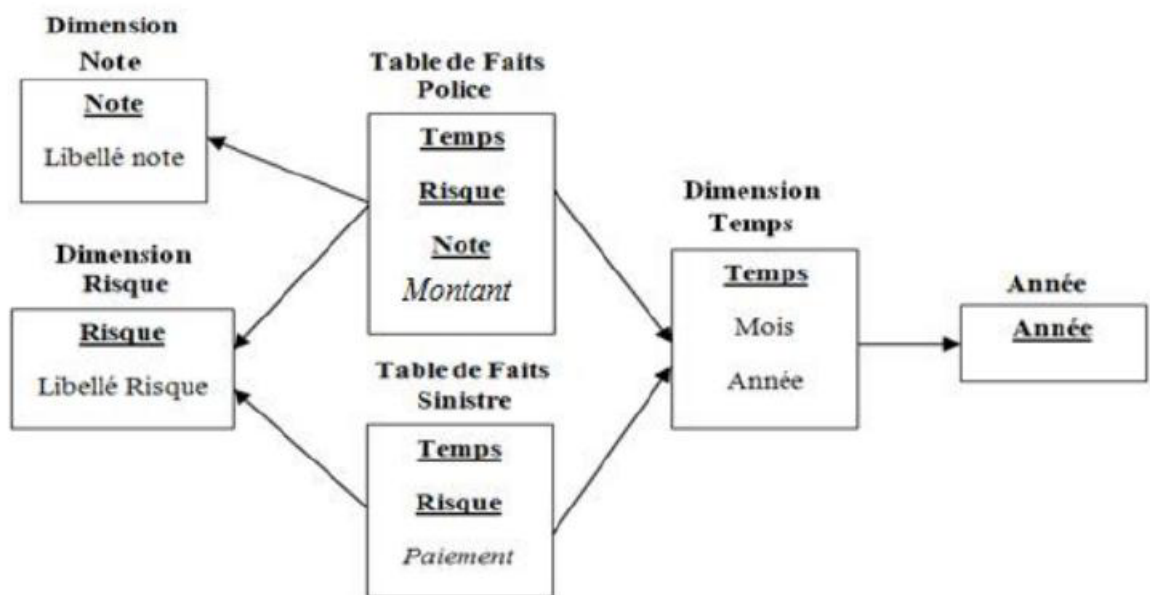 Dimension
Note
Note
Libellé note
Table de Faits
Police
Temps
Risque
Note
Montant
Dimension
Risque
Risque
Libellé Risque
Table de Faits
Sinistre
Temps
Risque
Paiement
Dimension
Temps
Temps
Mois
Année
Année
Année